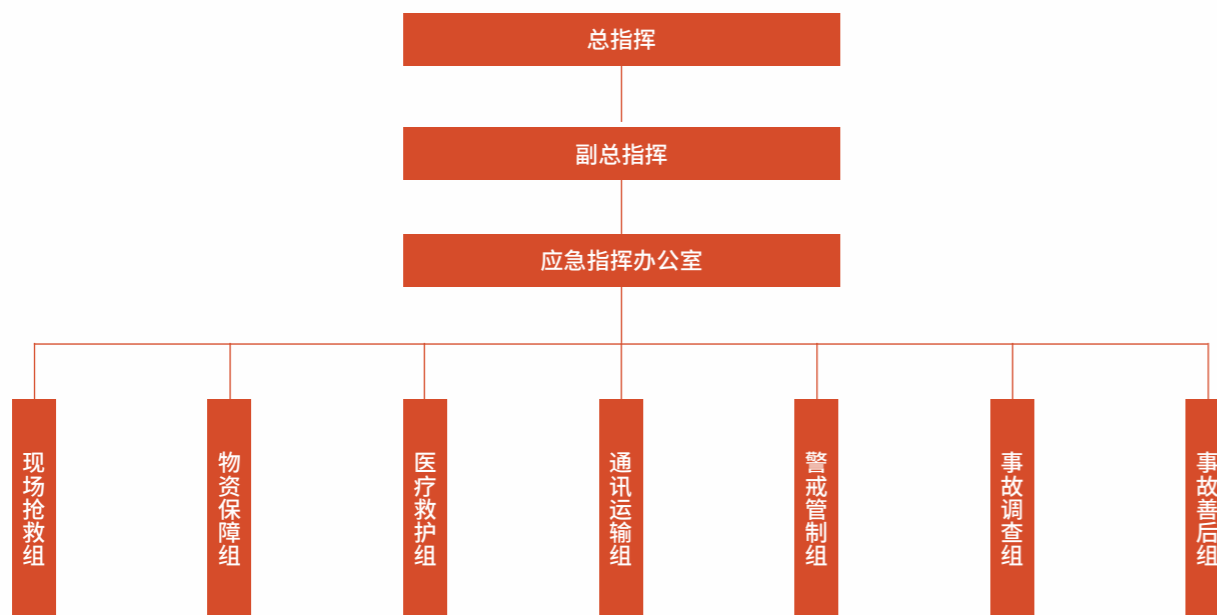 总指挥
副总指挥
应急指挥办公室
现场抢救组
物资保障组
医疗救护组
通讯运输组
警戒管制组
事故调查组
事故善后组